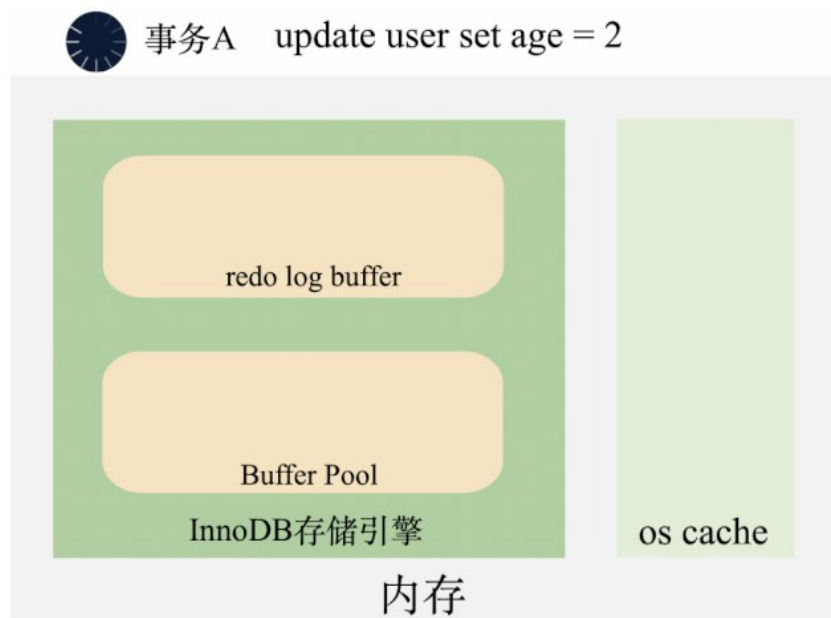 事务A update user set age = 2
redo log buffer
Buffer Pool
InnoDB存储引擎
os cache
内存